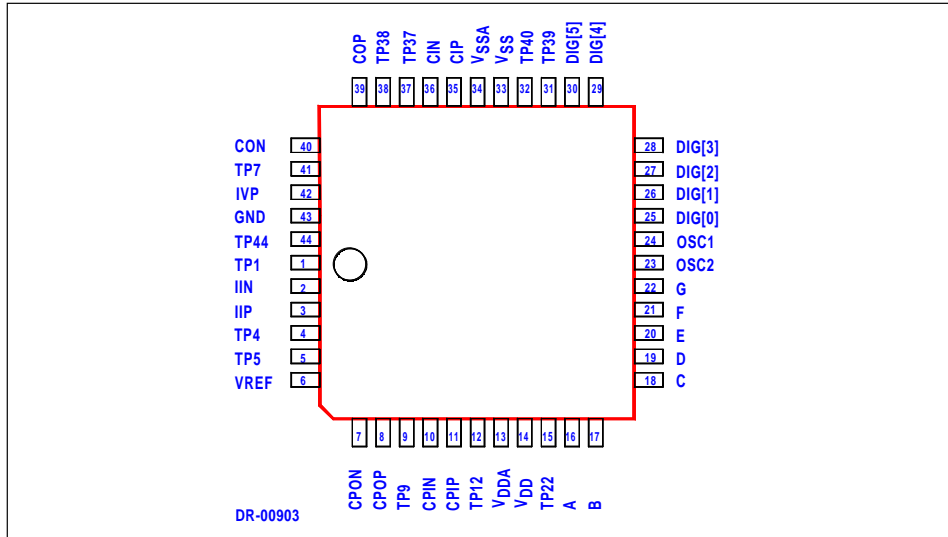 COP TP38 TP37 CIN CIP VSSA VSS TP40 TP39 DIG[5] DIG[4]
39 38 37 36 35 34 33 32 31 30 29
CON 40
TP7 41
IVP 42
GND 43
TP44 44
TP1 1
IIN 2
IIP 3
TP4 4
TP5 5
VREF 6
28 DIG[3]
27 DIG[2]
26 DIG[1]
25 DIG[0]
24 OSC1
23 OSC2
22 G
21 F
20 E
19 D
18 C
7 8 9 10 11 12 13 14 15 16 17
CPON CPOP TP9 CPIN CPIP TP12 VDDA VDD TP22 A B
DR-00903